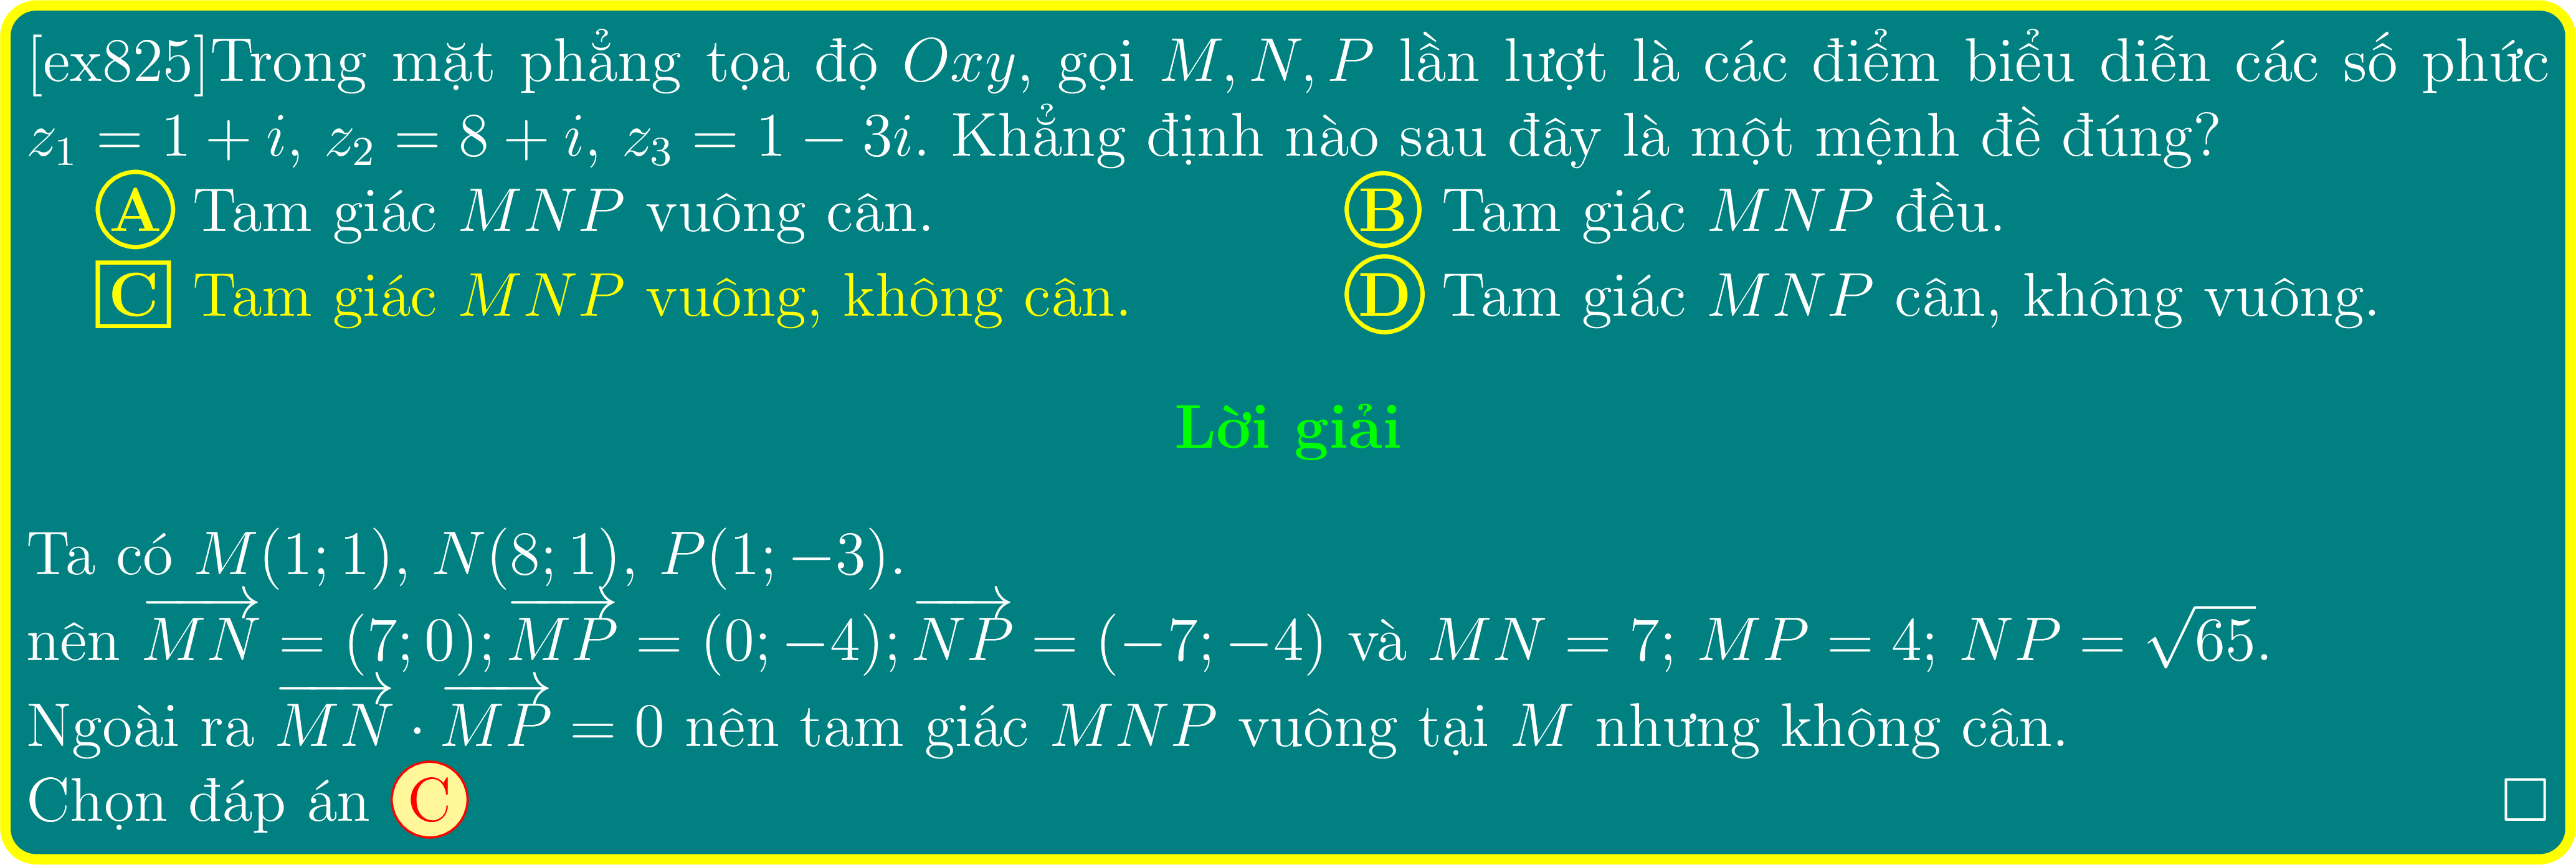 [ex825]Trong mặt phẳng tọa độ Oxy, gọi M, N, P lần lượt là các điểm biểu diễn các số phức
z₁ = 1 + i, z₂ = 8 + i, z₃ = 1 − 3i. Khẳng định nào sau đây là một mệnh đề đúng?
A Tam giác MNP vuông cân. B Tam giác MNP đều.
C Tam giác MNP vuông, không cân. D Tam giác MNP cân, không vuông.
Lời giải
Ta có M(1; 1), N(8; 1), P(1; −3).
nên \overrightarrow{MN} = (7; 0); \overrightarrow{MP} = (0; −4); \overrightarrow{NP} = (−7; −4) và MN = 7; MP = 4; NP = √65.
Ngoài ra \overrightarrow{MN} · \overrightarrow{MP} = 0 nên tam giác MNP vuông tại M nhưng không cân.
Chọn đáp án C □